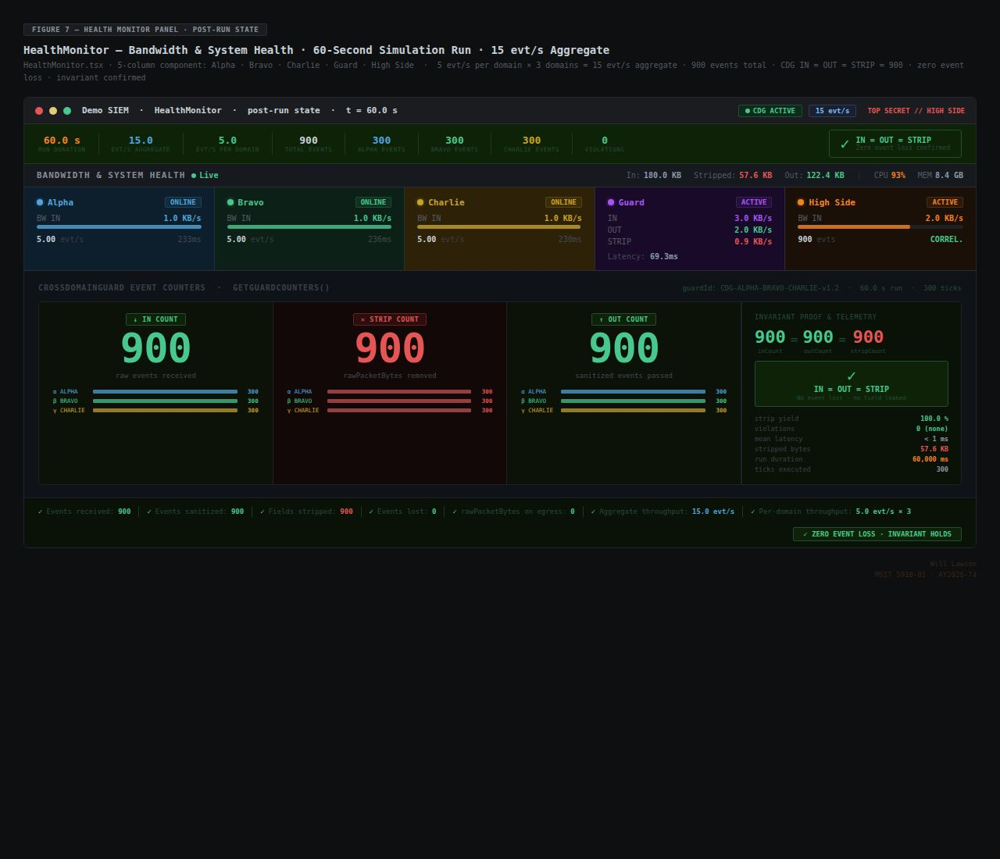 FIGURE 7 — HEALTH MONITOR PANEL · POST-RUN STATE
HealthMonitor — Bandwidth & System Health · 60-Second Simulation Run · 15 evt/s Aggregate
HealthMonitor.tsx · 5-column component: Alpha · Bravo · Charlie · Guard · High Side · 5 evt/s per domain × 3 domains = 15 evt/s aggregate · 900 events total · CDG IN = OUT = STRIP = 900 · zero event
loss · invariant confirmed
Demo SIEM · HealthMonitor · post-run state · t = 60.0 s
CDG ACTIVE
15 evt/s
TOP SECRET // HIGH SIDE
60.0 s
RUN DURATION
15.0
EVT/S AGGREGATE
5.0
EVT/S PER DOMAIN
900
TOTAL EVENTS
300
ALPHA EVENTS
300
BRAVO EVENTS
300
CHARLIE EVENTS
0
VIOLATIONS
✓ IN = OUT = STRIP
Zero event loss confirmed
BANDWIDTH & SYSTEM HEALTH
Live
In: 180.0 KB
Stripped: 57.6 KB
Out: 122.4 KB
|
CPU 93%
MEM 8.4 GB
Alpha
ONLINE
BW IN 1.0 KB/s
5.00 evt/s 233ms
Bravo
ONLINE
BW IN 1.0 KB/s
5.00 evt/s 236ms
Charlie
ONLINE
BW IN 1.0 KB/s
5.00 evt/s 230ms
Guard
ACTIVE
IN 3.0 KB/s
OUT 2.0 KB/s
STRIP 0.9 KB/s
Latency: 69.3ms
High Side
ACTIVE
BW IN 2.0 KB/s
900 evts CORREL.
CROSSDOMAINGUARD EVENT COUNTERS · GETGUARDCOUNTERS()
guardId: CDG-ALPHA-BRAVO-CHARLIE-v1.2 · 60.0 s run · 300 ticks
↓ IN COUNT
900
raw events received
α ALPHA 300
β BRAVO 300
γ CHARLIE 300
× STRIP COUNT
900
rawPacketBytes removed
α ALPHA 300
β BRAVO 300
γ CHARLIE 300
↑ OUT COUNT
900
sanitized events passed
α ALPHA 300
β BRAVO 300
γ CHARLIE 300
INVARIANT PROOF & TELEMETRY
900 = 900 = 900
inCount outCount stripCount
✓
IN = OUT = STRIP
No event loss · no field leaked
strip yield 100.0 %
violations 0 (none)
mean latency < 1 ms
stripped bytes 57.6 KB
run duration 60,000 ms
ticks executed 300
✓ Events received: 900
✓ Events sanitized: 900
✓ Fields stripped: 900
✓ Events lost: 0
✓ rawPacketBytes on egress: 0
✓ Aggregate throughput: 15.0 evt/s
✓ Per-domain throughput: 5.0 evt/s × 3
✓ ZERO EVENT LOSS · INVARIANT HOLDS
Will Lawson
MSIT 5910-01 · AY2026-T4